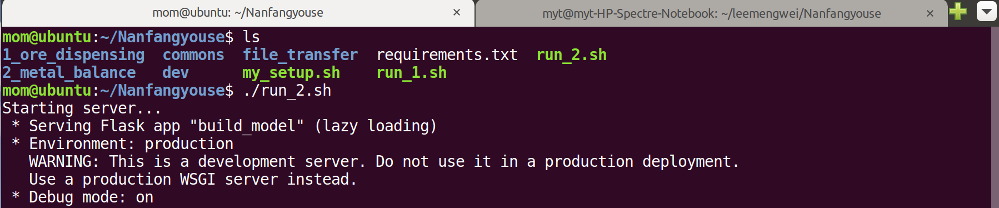 mom@ubuntu: ~/Nanfangyouse × myt@myt-HP-Spectre-Notebook: ~/leemengwei/Nanfangyouse ×
mom@ubuntu:~/Nanfangyouse$ ls
1_ore_dispensing  commons  file_transfer  requirements.txt  run_2.sh
2_metal_balance   dev      my_setup.sh    run_1.sh
mom@ubuntu:~/Nanfangyouse$ ./run_2.sh
Starting server...
 * Serving Flask app "build_model" (lazy loading)
 * Environment: production
   WARNING: This is a development server. Do not use it in a production deployment.
   Use a production WSGI server instead.
 * Debug mode: on